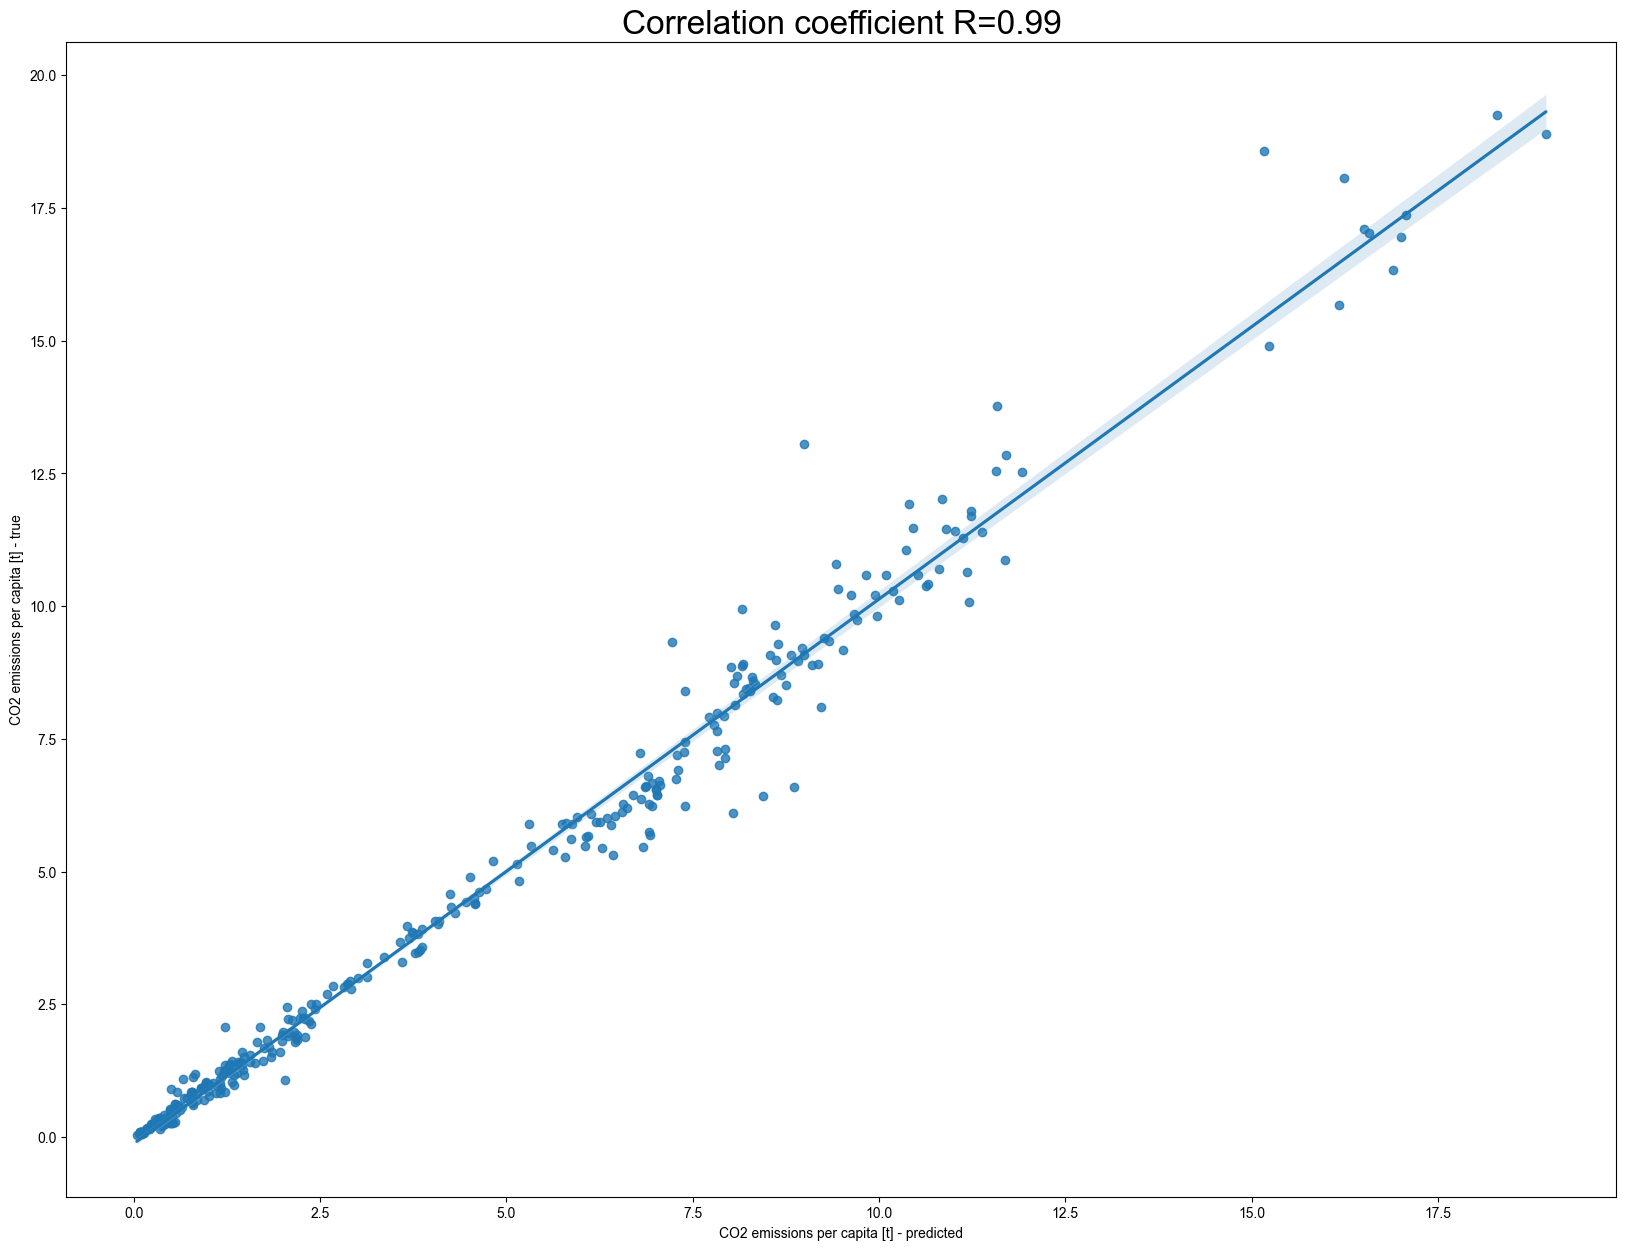 Correlation coefficient R=0.99
20.0
17.5
15.0
12.5
10.0
7.5
5.0
2.5
0.0
CO2 emissions per capita [t] - true
0.0 2.5 5.0 7.5 10.0 12.5 15.0 17.5
CO2 emissions per capita [t] - predicted